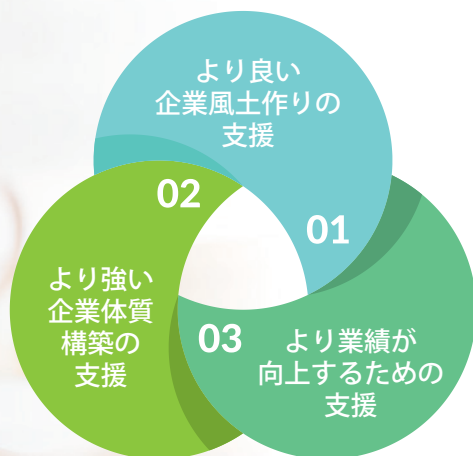 より良い
企業風土作りの
支援
01
02
より強い
企業体質
構築の
支援
03
より業績が
向上するための
支援